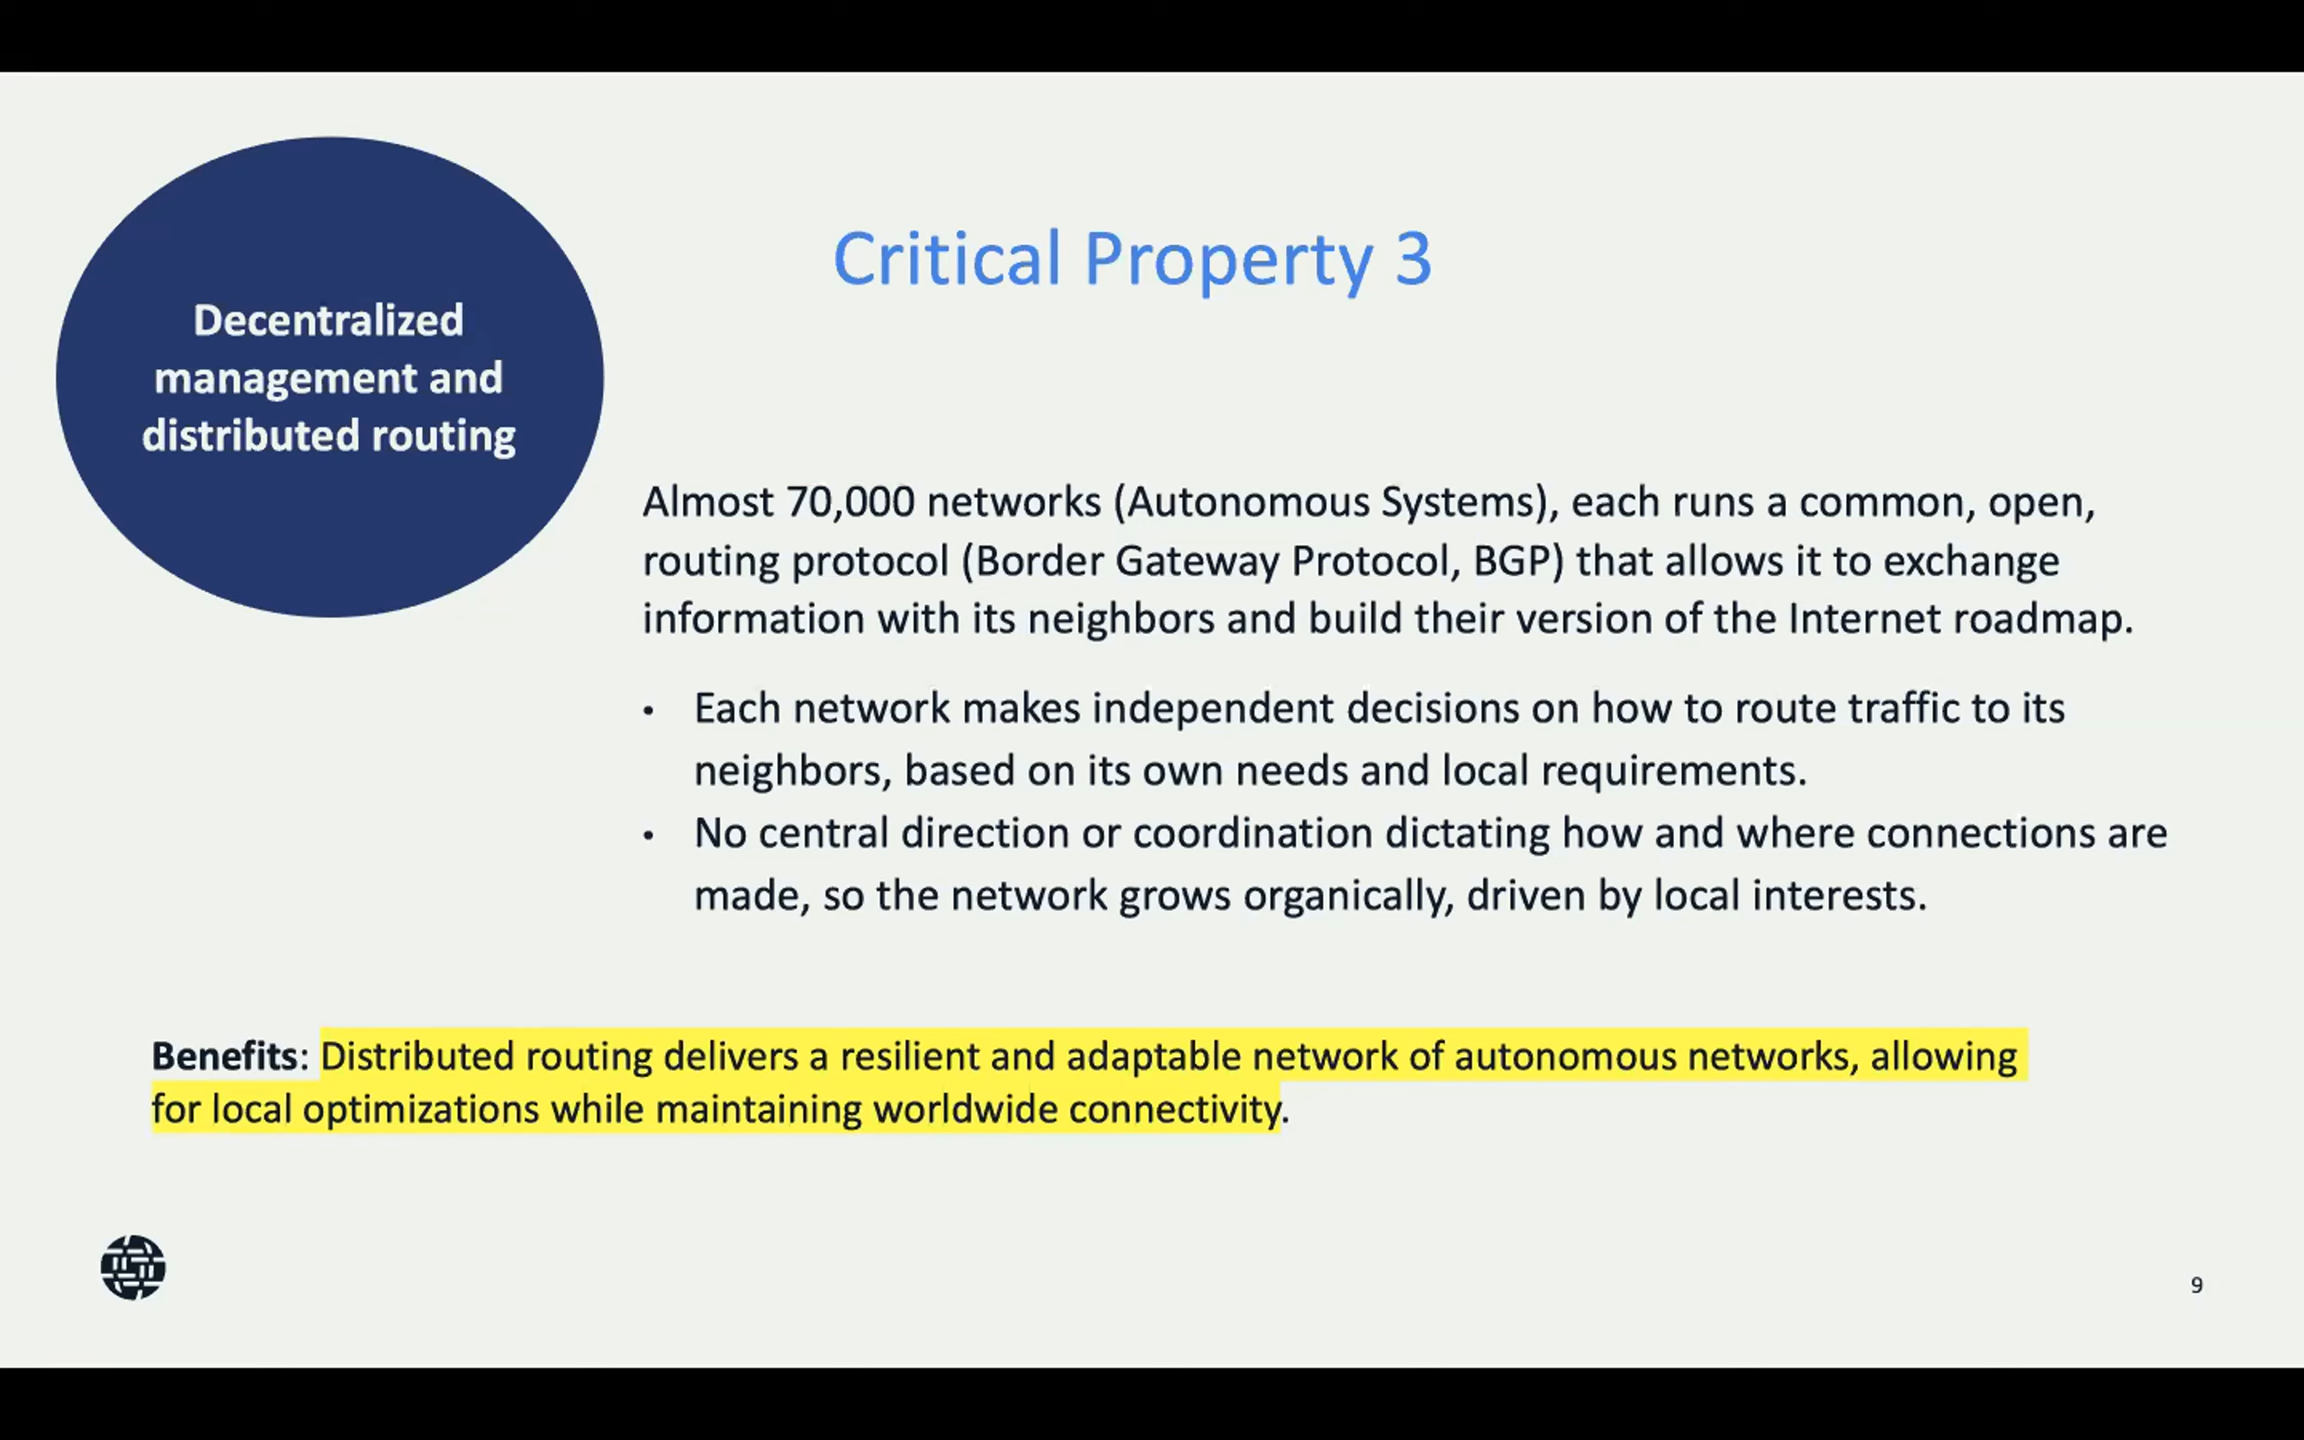 Decentralized
management and
distributed routing
Critical Property 3
Almost 70,000 networks (Autonomous Systems), each runs a common, open,
routing protocol (Border Gateway Protocol, BGP) that allows it to exchange
information with its neighbors and build their version of the Internet roadmap.
• Each network makes independent decisions on how to route traffic to its
neighbors, based on its own needs and local requirements.
• No central direction or coordination dictating how and where connections are
made, so the network grows organically, driven by local interests.
Benefits: Distributed routing delivers a resilient and adaptable network of autonomous networks, allowing
for local optimizations while maintaining worldwide connectivity.
9